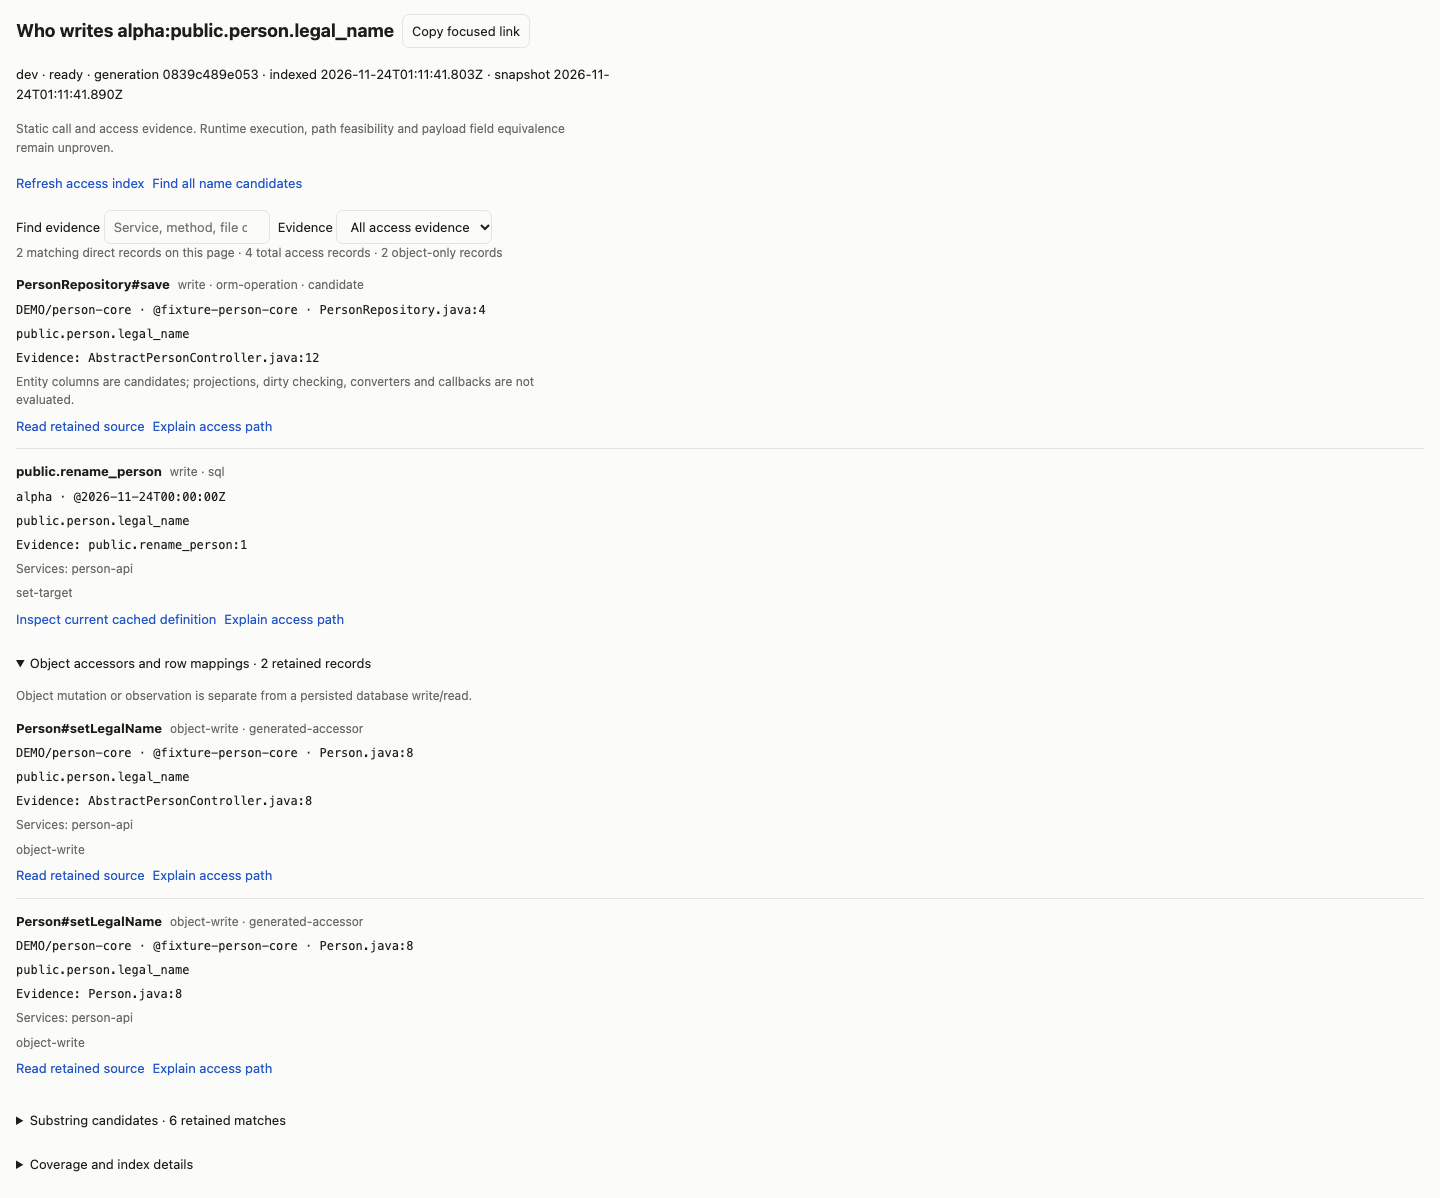 Who writes alpha:public.person.legal_name Copy focused link
dev · ready · generation 0839c489e053 · indexed 2026-11-24T01:11:41.803Z · snapshot 2026-11-
24T01:11:41.890Z
Static call and access evidence. Runtime execution, path feasibility and payload field equivalence
remain unproven.
Refresh access index Find all name candidates
Find evidence Service, method, file c Evidence All access evidence
2 matching direct records on this page · 4 total access records · 2 object-only records
PersonRepository#save write · orm-operation · candidate
DEMO/person-core · @fixture-person-core · PersonRepository.java:4
public.person.legal_name
Evidence: AbstractPersonController.java:12
Entity columns are candidates; projections, dirty checking, converters and callbacks are not
evaluated.
Read retained source Explain access path
public.rename_person write · sql
alpha · @2026-11-24T00:00:00Z
public.person.legal_name
Evidence: public.rename_person:1
Services: person-api
set-target
Inspect current cached definition Explain access path
▼ Object accessors and row mappings · 2 retained records
Object mutation or observation is separate from a persisted database write/read.
Person#setLegalName object-write · generated-accessor
DEMO/person-core · @fixture-person-core · Person.java:8
public.person.legal_name
Evidence: AbstractPersonController.java:8
Services: person-api
object-write
Read retained source Explain access path
Person#setLegalName object-write · generated-accessor
DEMO/person-core · @fixture-person-core · Person.java:8
public.person.legal_name
Evidence: Person.java:8
Services: person-api
object-write
Read retained source Explain access path
▶ Substring candidates · 6 retained matches
▶ Coverage and index details